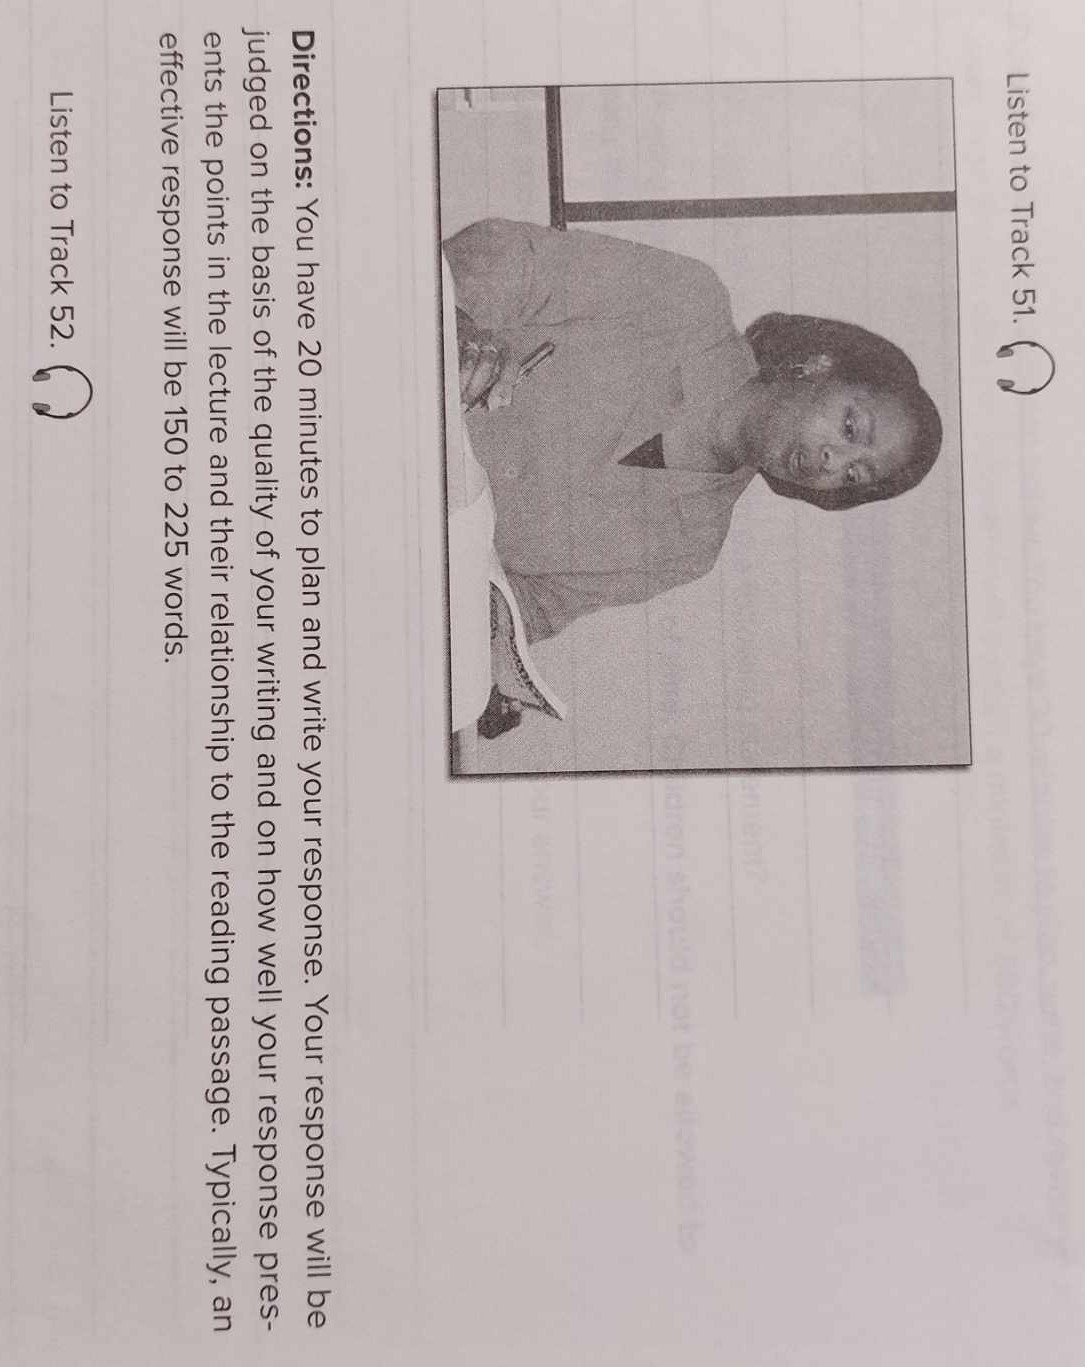 Listen to Track 51.
Directions: You have 20 minutes to plan and write your response. Your response will be
judged on the basis of the quality of your writing and on how well your response pres-
ents the points in the lecture and their relationship to the reading passage. Typically, an
effective response will be 150 to 225 words.
Listen to Track 52.